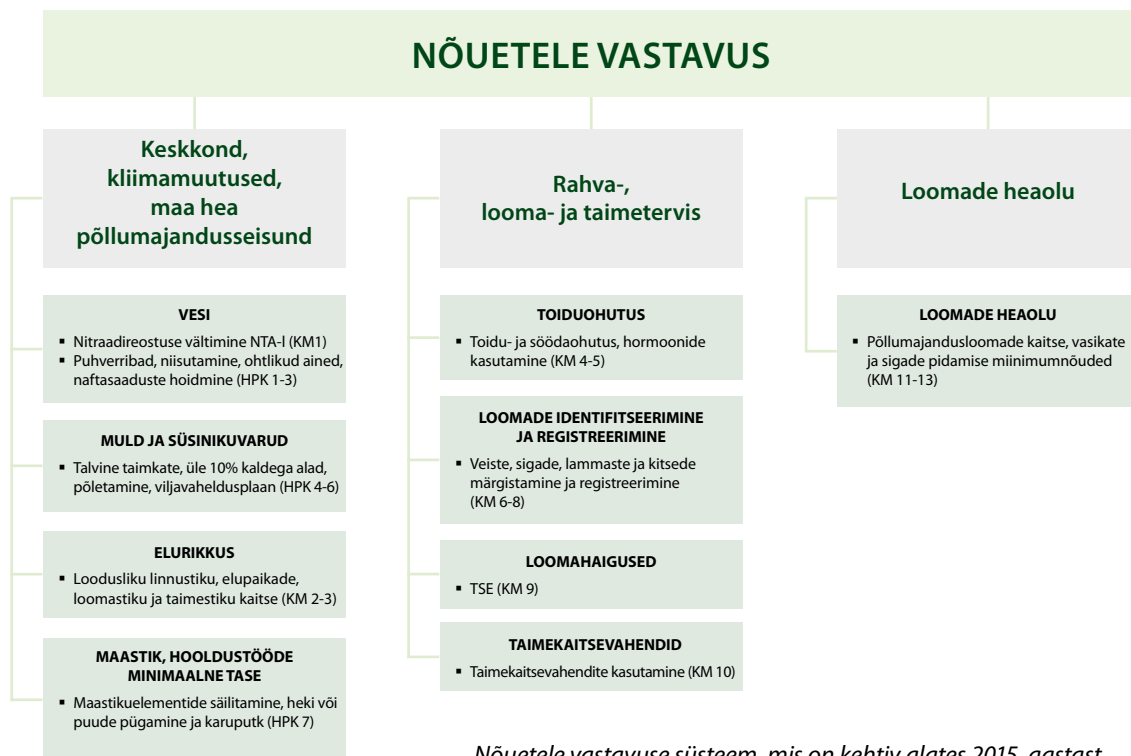 NÕUETELE VASTAVUS
Keskkond,
kliimamuutused,
maa hea
põllumajandusseisund
VESI
▪ Nitraadireostuse vältimine NTA-l (KM1)
▪ Puhverribad, niisutamine, ohtlikud ained,
naftasaaduste hoidmine (HPK 1-3)
MULD JA SÜSINIKUVARUD
▪ Talvine taimkate, üle 10% kaldega alad,
põletamine, viljavaheldusplaan (HPK 4-6)
ELURIKKUS
▪ Loodusliku linnustiku, elupaikade,
loomastiku ja taimestiku kaitse (KM 2-3)
MAASTIK, HOOLDUSTÖÖDE
MINIMAALNE TASE
▪ Maastikuelementide säilitamine, heki või
puude pügamine ja karuputk (HPK 7)
Rahva-,
looma- ja taimetervis
TOIDUOHUTUS
▪ Toidu- ja söödaohutus, hormoonide
kasutamine (KM 4-5)
LOOMADE IDENTIFITSEERIMINE
JA REGISTREERIMINE
▪ Veiste, sigade, lammaste ja kitsede
märgistamine ja registreerimine
(KM 6-8)
LOOMAHAIGUSED
▪ TSE (KM 9)
TAIMEKAITSEVAHENDID
▪ Taimekaitsevahendite kasutamine (KM 10)
Loomade heaolu
LOOMADE HEAOLU
▪ Põllumajandusloomade kaitse, vasikate
ja sigade pidamise miinimumnõuded
(KM 11-13)
Nõuetele vastavuse süsteem, mis on kehtiv alates 2015. aastast